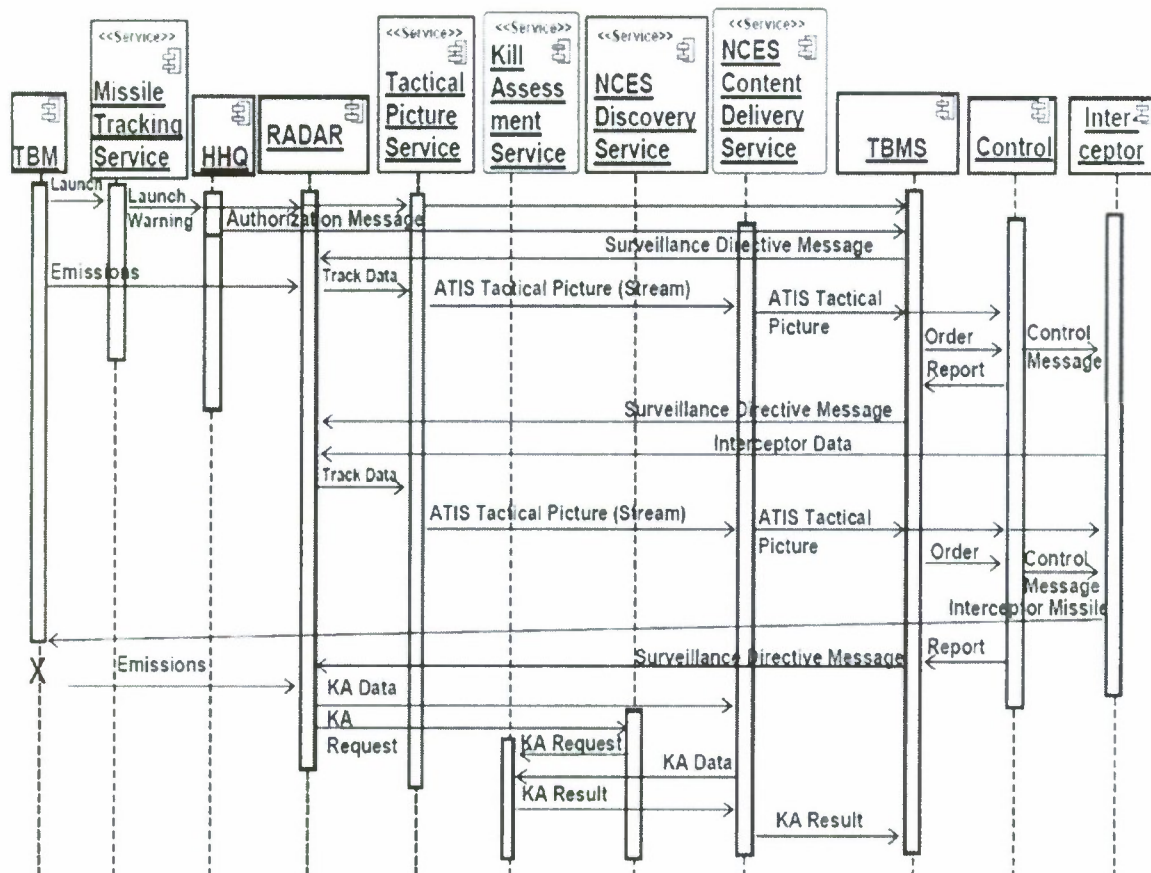 <<Service>>
Missile
Tracking
Service
<<Service>>
Tactical
Picture
Service
<<Service>>
Kill
Assess
ment
Service
<<Service>>
NCES
Discovery
Service
<<Service>>
NCES
Content
Delivery
Service
TBM
HHQ
RADAR
TBMS
Control
Inter-
ceptor
Launch
Launch
Warning
Authorization Message
Surveillance Directive Message
Emissions
Track Data
ATIS Tactical Picture (Stream)
ATIS Tactical
Picture
Order
Control
Message
Report
Surveillance Directive Message
Interceptor Data
Track Data
ATIS Tactical Picture (Stream)
ATIS Tactical
Picture
Order
Control
Message
Interceptor Missile
X
Emissions
Surveillance Directive Message
Report
KA Data
KA
Request
KA Request
KA Data
KA Result
KA Result